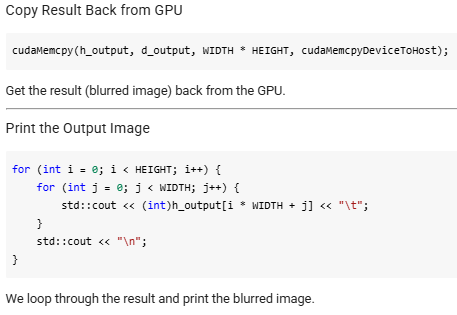 Copy Result Back from GPU
cudaMemcpy(h_output, d_output, WIDTH * HEIGHT, cudaMemcpyDeviceToHost);
Get the result (blurred image) back from the GPU.
Print the Output Image
for (int i = 0; i < HEIGHT; i++) {
    for (int j = 0; j < WIDTH; j++) {
        std::cout << (int)h_output[i * WIDTH + j] << "\t";
    }
    std::cout << "\n";
}
We loop through the result and print the blurred image.